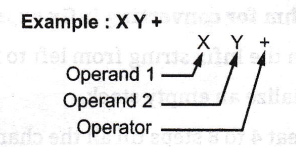 Example : X Y +
X Y +
Operand 1
Operand 2
Operator